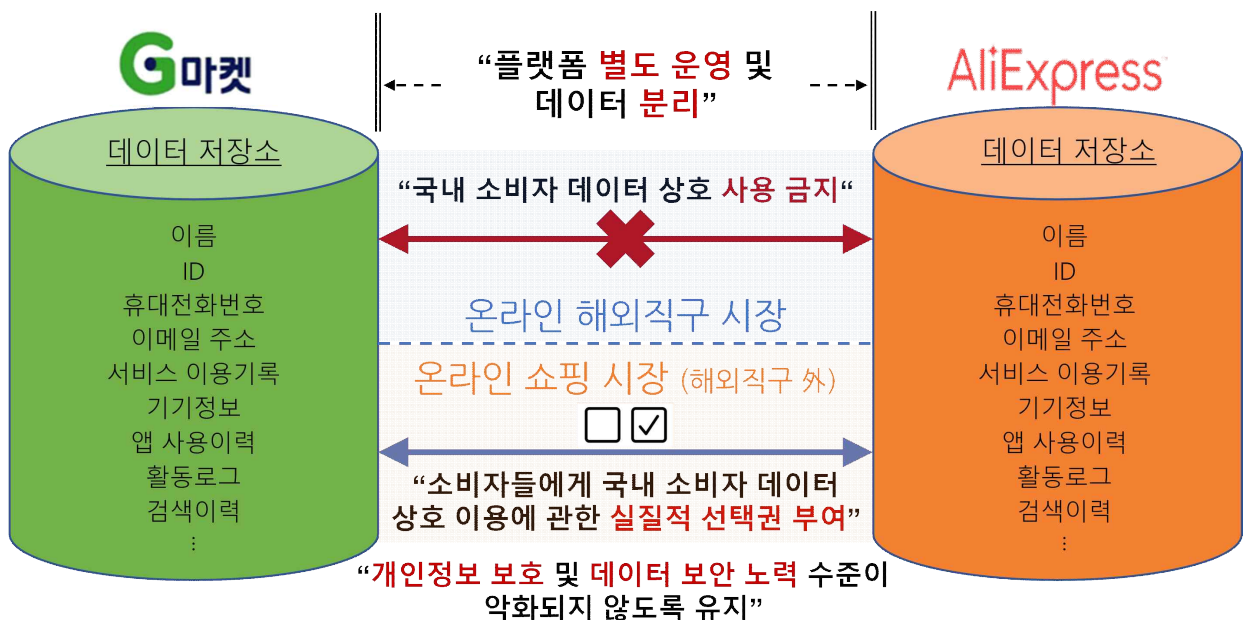 G마켓
데이터 저장소
이름
ID
휴대전화번호
이메일 주소
서비스 이용기록
기기정보
앱 사용이력
활동로그
검색이력
⋮
“플랫폼 별도 운영 및
데이터 분리”
“국내 소비자 데이터 상호 사용 금지“
온라인 해외직구 시장
온라인 쇼핑 시장 (해외직구 外)
“소비자들에게 국내 소비자 데이터
상호 이용에 관한 실질적 선택권 부여”
“개인정보 보호 및 데이터 보안 노력 수준이
악화되지 않도록 유지”
AliExpress
데이터 저장소
이름
ID
휴대전화번호
이메일 주소
서비스 이용기록
기기정보
앱 사용이력
활동로그
검색이력
⋮